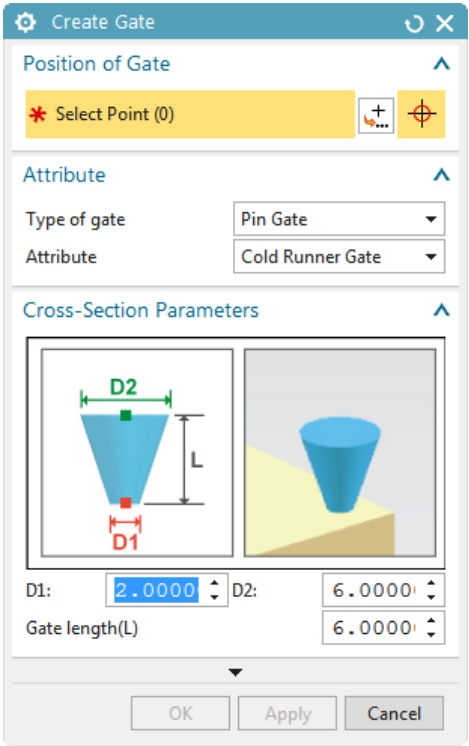 Create Gate
Position of Gate
Select Point (0)
Attribute
Type of gate Pin Gate
Attribute Cold Runner Gate
Cross-Section Parameters
D2
L
D1
D1: 2.0000 D2: 6.0000
Gate length(L) 6.0000
OK Apply Cancel